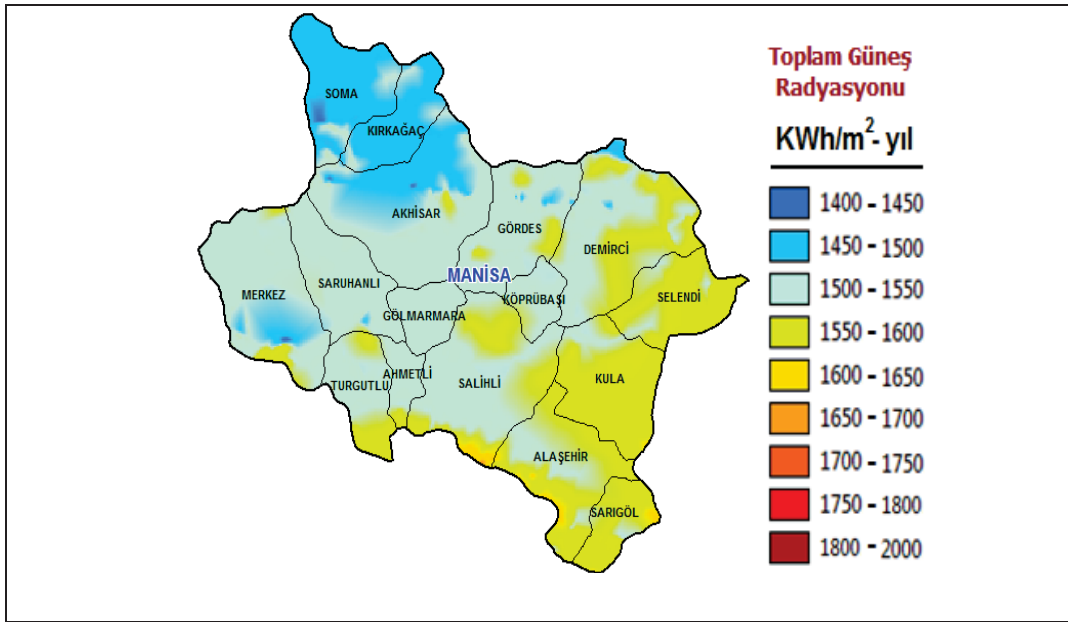 Toplam Güneş
Radyasyonu
KWh/m²- yıl
1400 - 1450
1450 - 1500
1500 - 1550
1550 - 1600
1600 - 1650
1650 - 1700
1700 - 1750
1750 - 1800
1800 - 2000
SOMA
KIRKAĞAÇ
AKHİSAR
GÖRDES
DEMİRCİ
MANİSA
SARUHANLI
MERKEZ
KÖPRÜBAŞI
SELENDİ
GÖLMARMARA
AHMETLİ
TURGUTLU
SALİHLİ
KULA
ALAŞEHİR
SARIGÖL